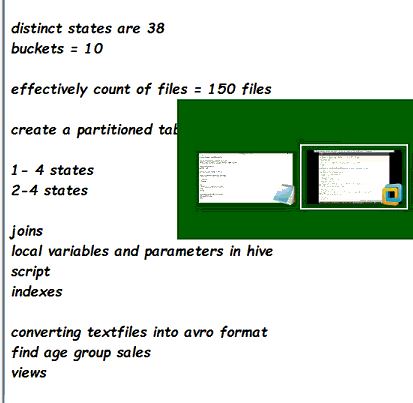 distinct states are 38
buckets = 10
effectively count of files = 150 files
create a partitioned
1- 4 states
2-4 states
joins
local variables and parameters in hive
script
indexes
converting textfiles into avro format
find age group sales
views